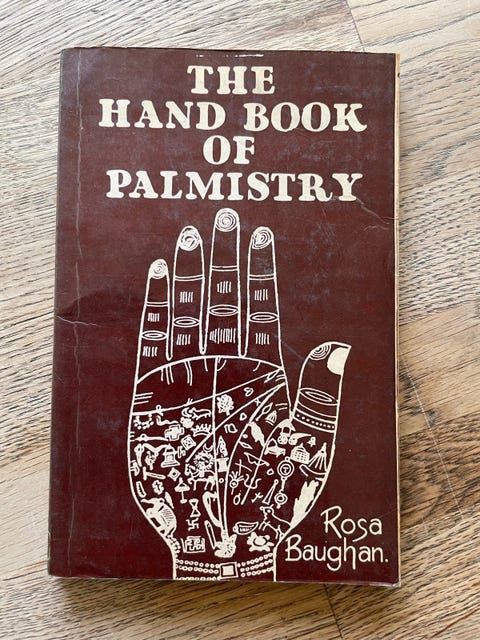 THE
HAND BOOK
OF
PALMISTRY
Rosa
Baughan.